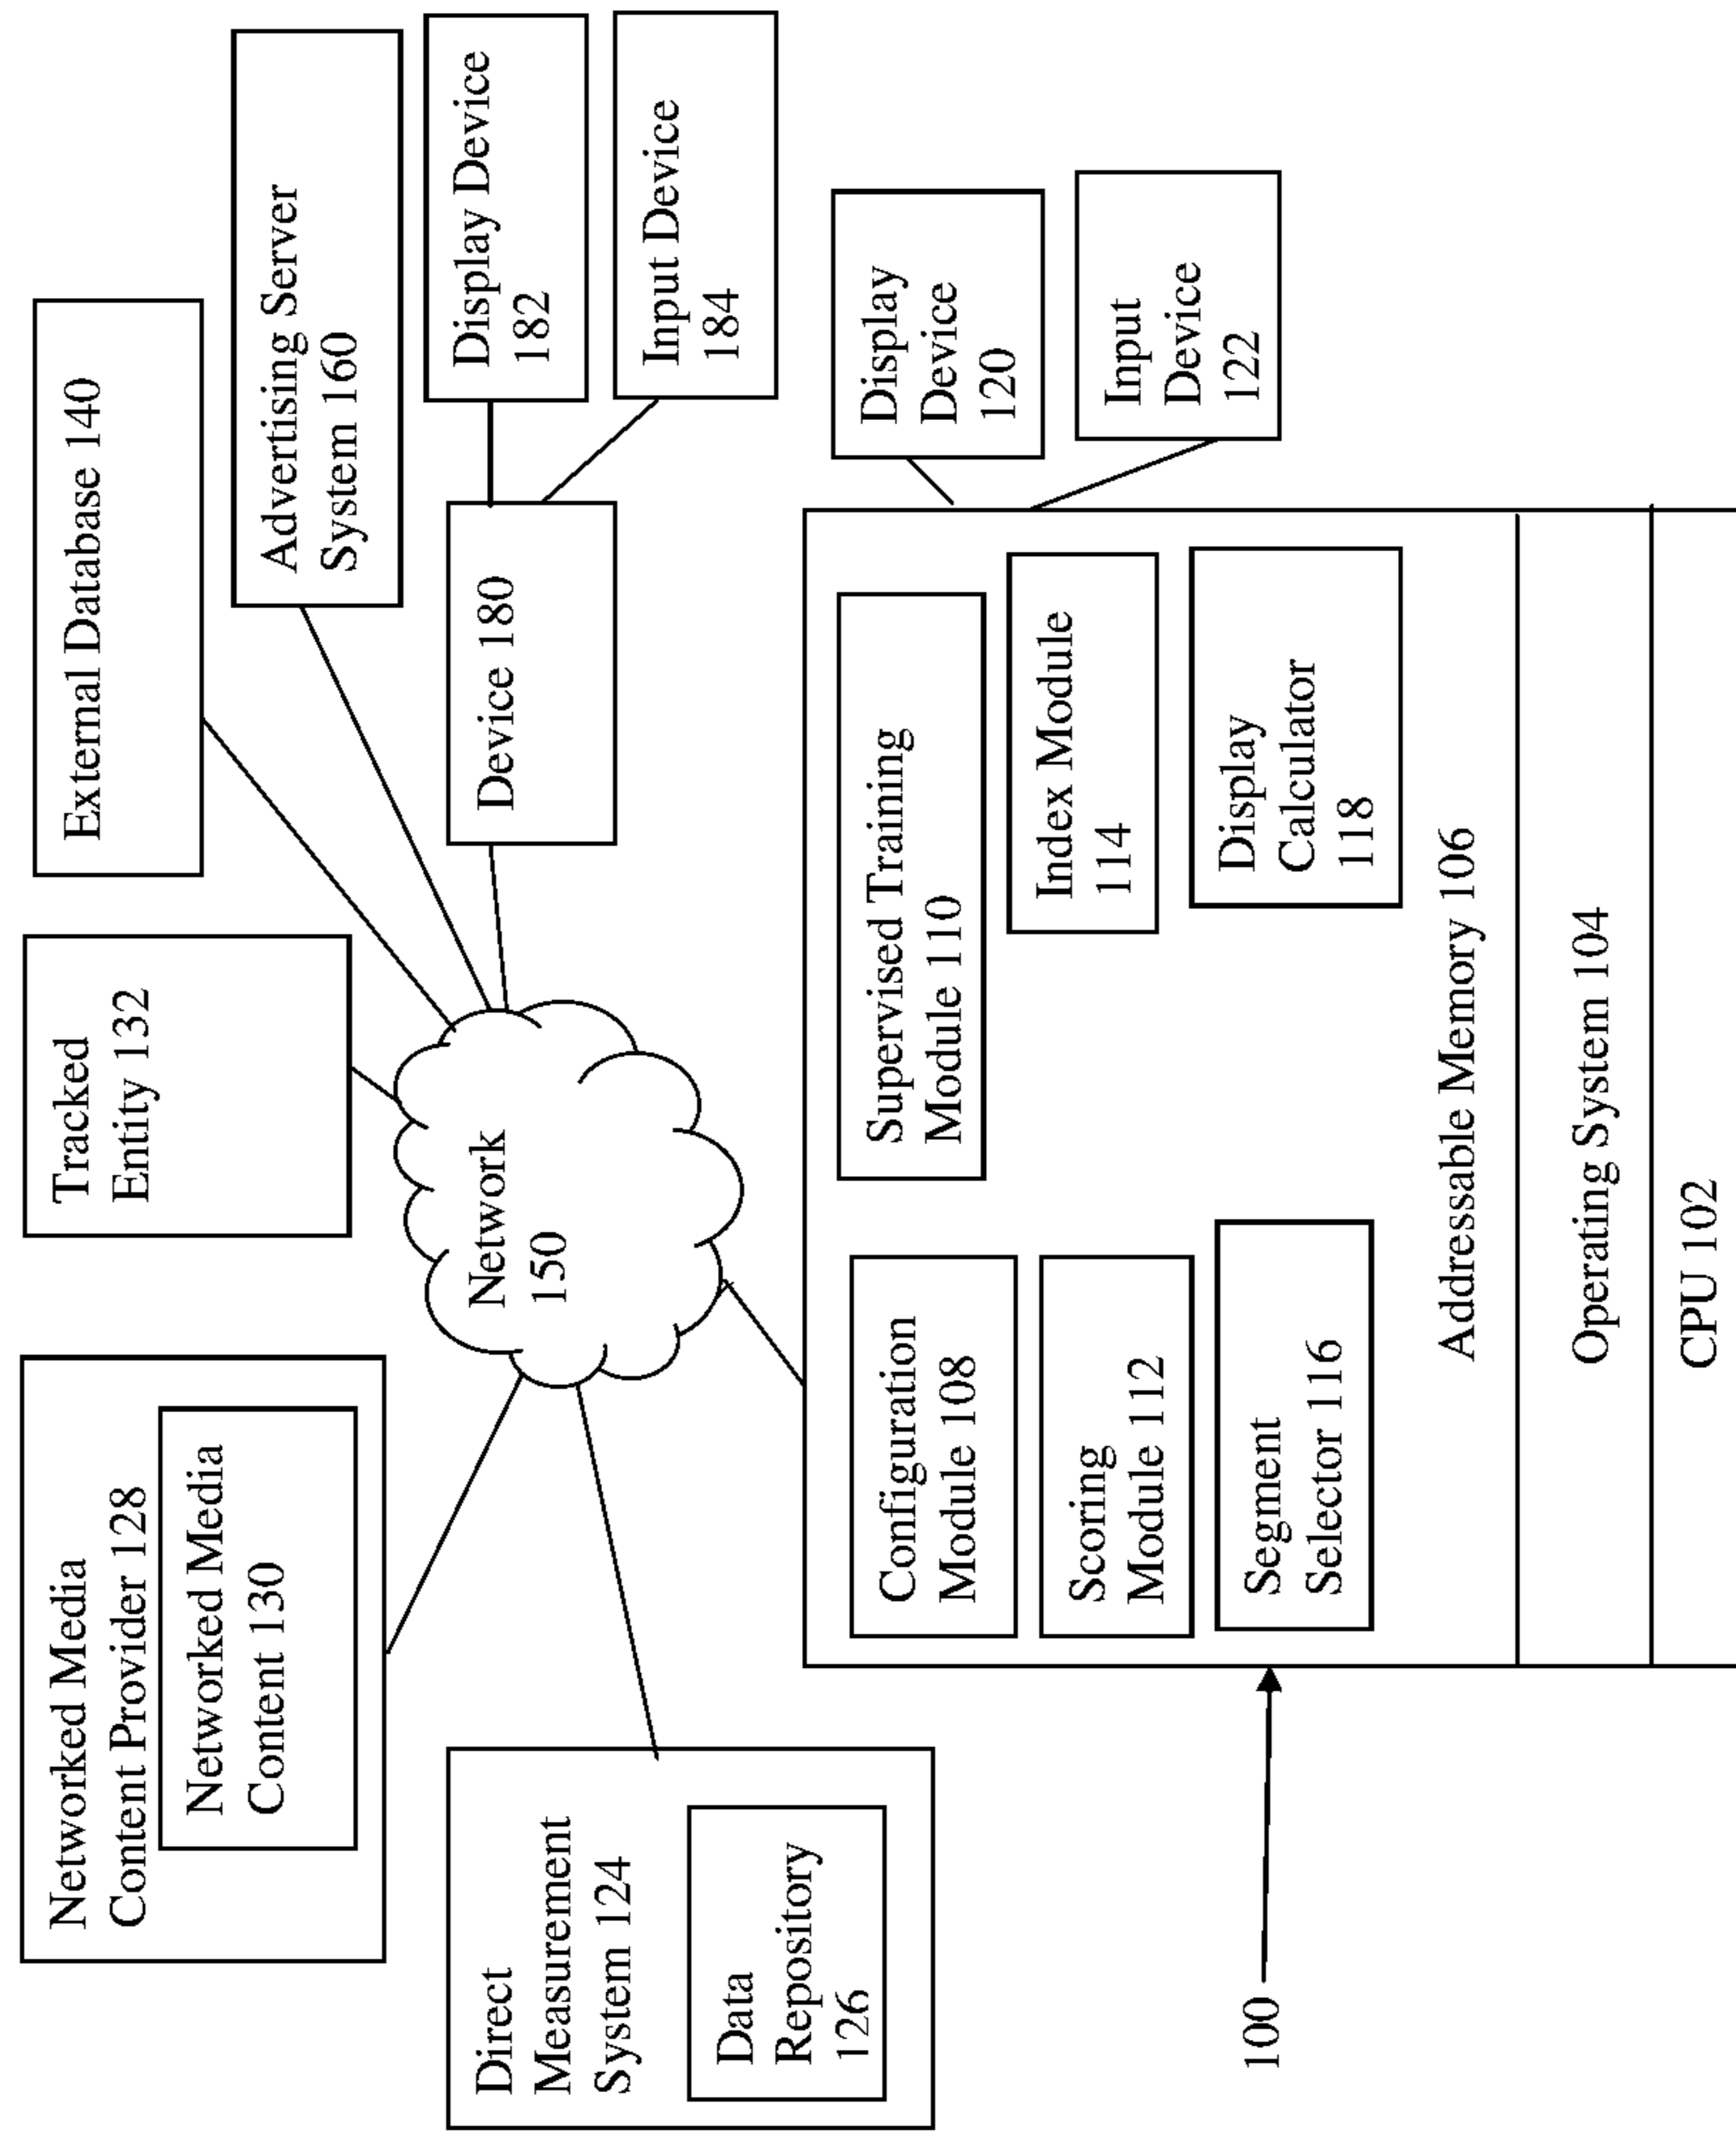 Networked Media
Content Provider 128
Networked Media
Content 130
Tracked
Entity 132
External Database 140
Advertising Server
System 160
Direct
Measurement
System 124
Data
Repository
126
Network
150
Device 180
Display Device
182
Input Device
184
100
Configuration
Module 108
Supervised Training
Module 110
Scoring
Module 112
Index Module
114
Segment
Selector 116
Display
Calculator
118
Addressable Memory 106
Operating System 104
CPU 102
Display
Device
120
Input
Device
122